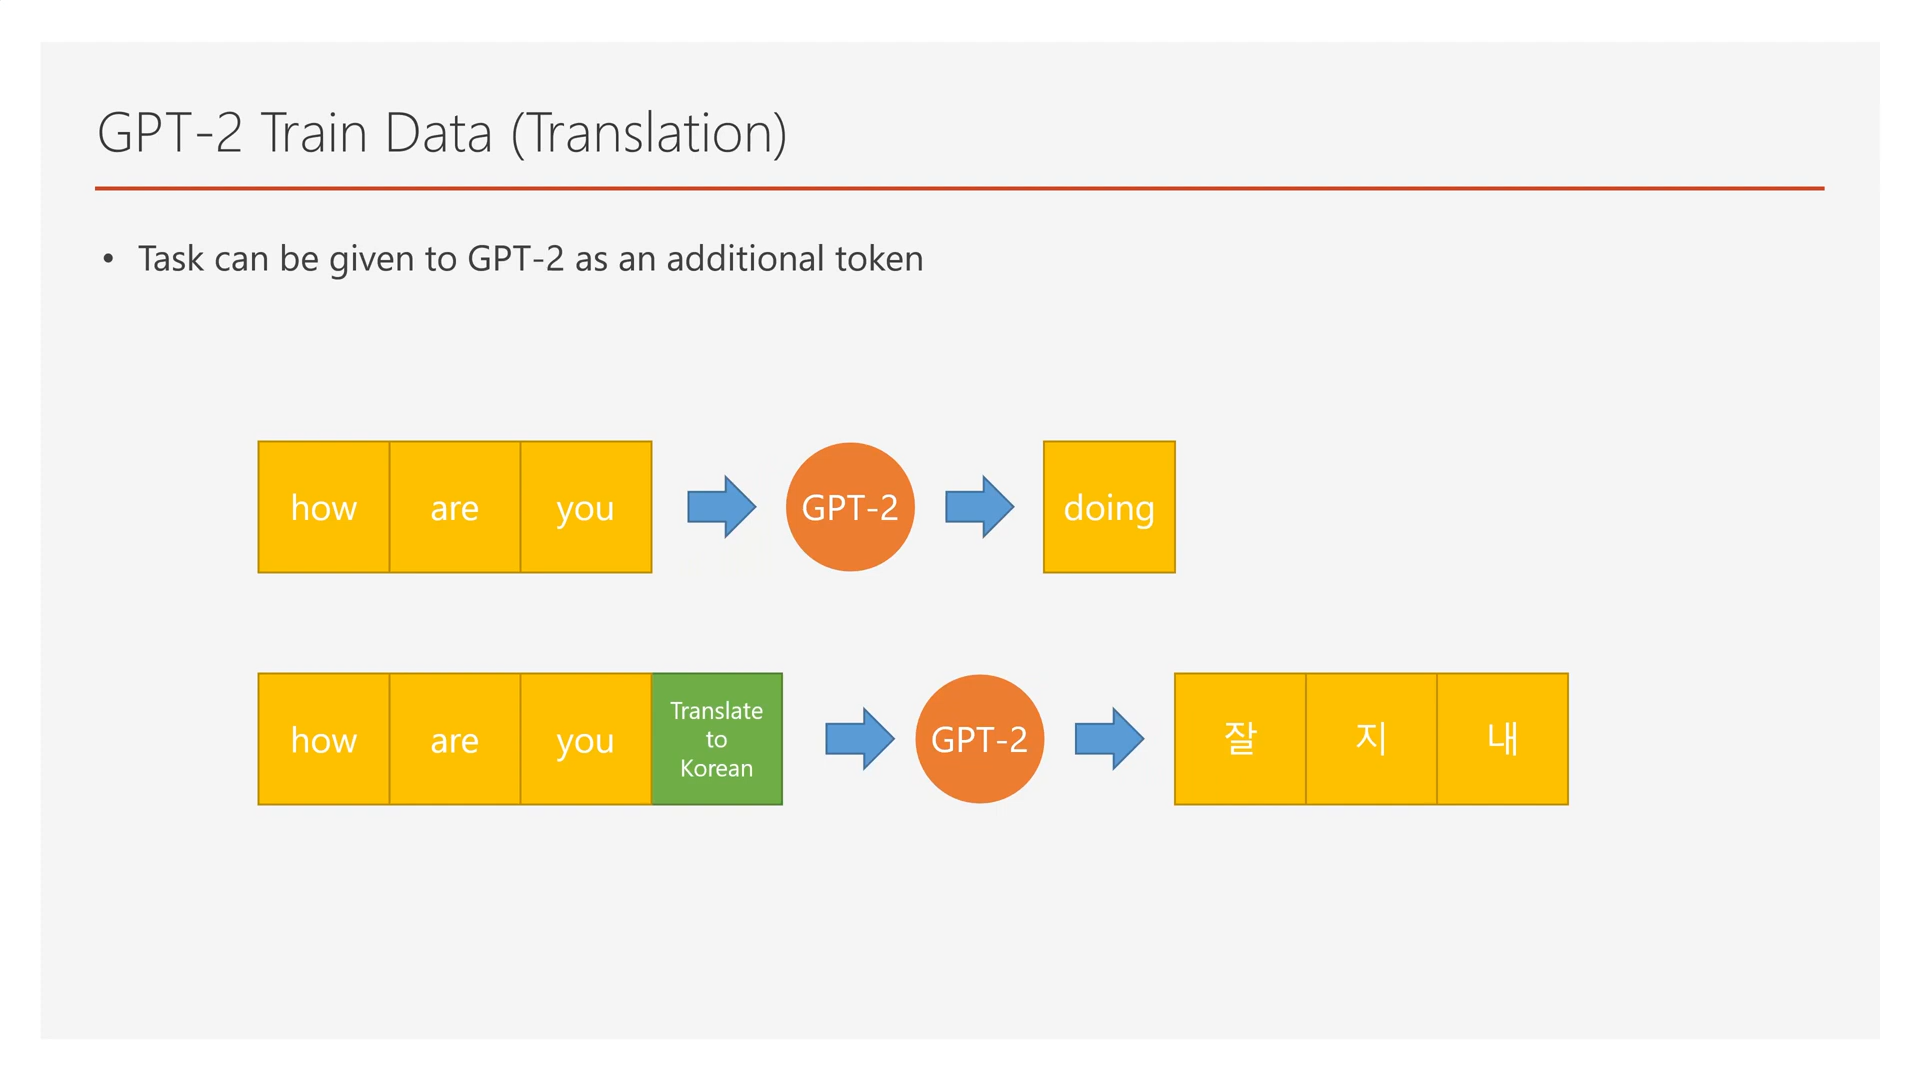 GPT-2 Train Data (Translation)
• Task can be given to GPT-2 as an additional token
how are you GPT-2 doing
how are you Translate
to
Korean
GPT-2 잘 지 내